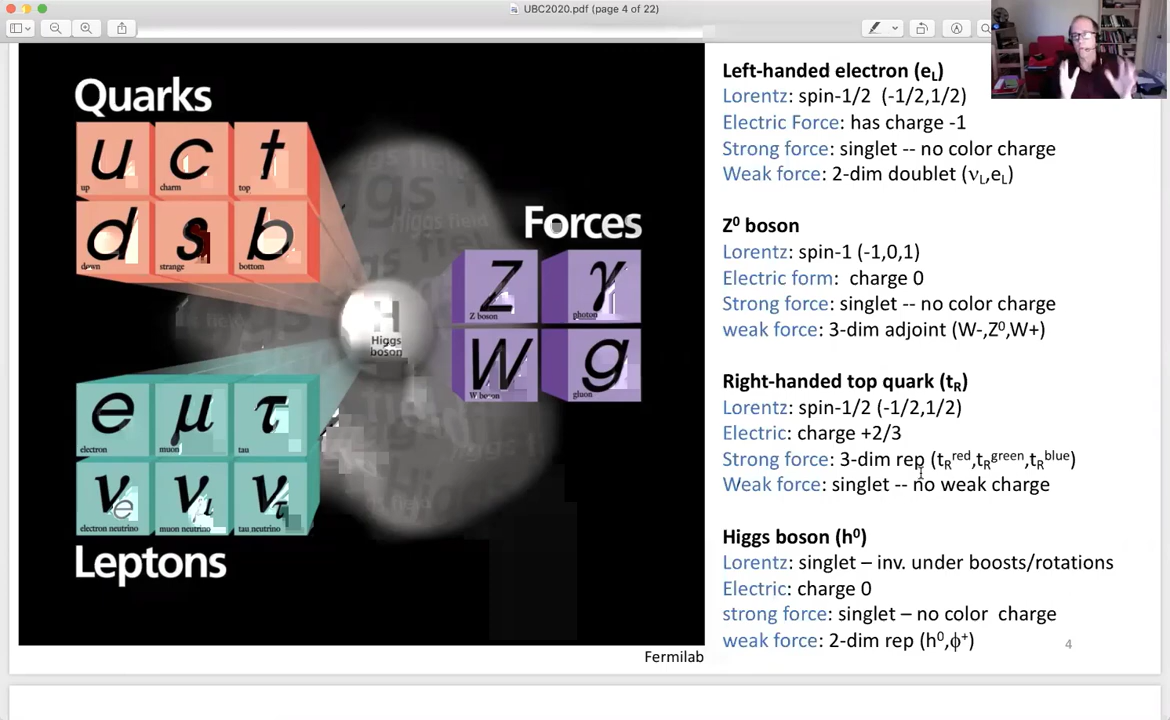 UBC2020.pdf (page 4 of 22)
Quarks
u c t
up charm top
d s b
down strange bottom
Higgs field
H
Higgs
boson
Forces
Z γ
Z boson photon
W g
W boson gluon
e μ τ
electron muon tau
νe νμ ντ
electron neutrino muon neutrino tau neutrino
Leptons
Fermilab
Left-handed electron (eL)
Lorentz: spin-1/2 (-1/2,1/2)
Electric Force: has charge -1
Strong force: singlet -- no color charge
Weak force: 2-dim doublet (νL,eL)
Z⁰ boson
Lorentz: spin-1 (-1,0,1)
Electric form: charge 0
Strong force: singlet -- no color charge
weak force: 3-dim adjoint (W-,Z⁰,W+)
Right-handed top quark (tR)
Lorentz: spin-1/2 (-1/2,1/2)
Electric: charge +2/3
Strong force: 3-dim rep (tRred,tRgreen,tRblue)
Weak force: singlet -- no weak charge
Higgs boson (h⁰)
Lorentz: singlet – inv. under boosts/rotations
Electric: charge 0
strong force: singlet – no color charge
weak force: 2-dim rep (h⁰,ϕ⁺)
4